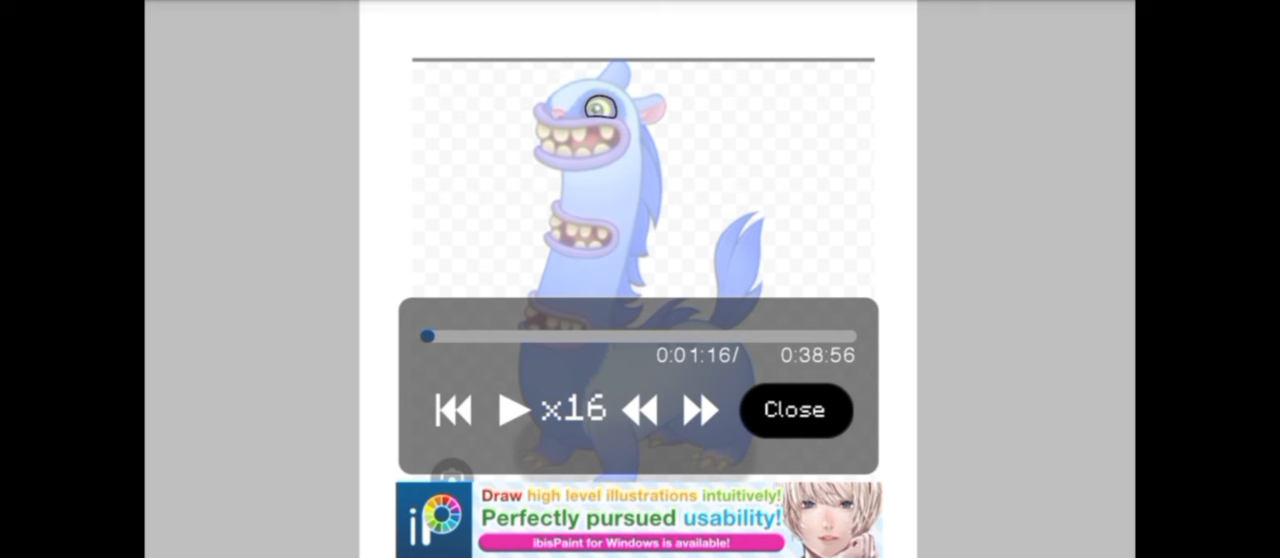 0:01:16/ 0:38:56
x16
Close
iP
Draw high level illustrations intuitively!
Perfectly pursued usability!
ibisPaint for Windows is available!